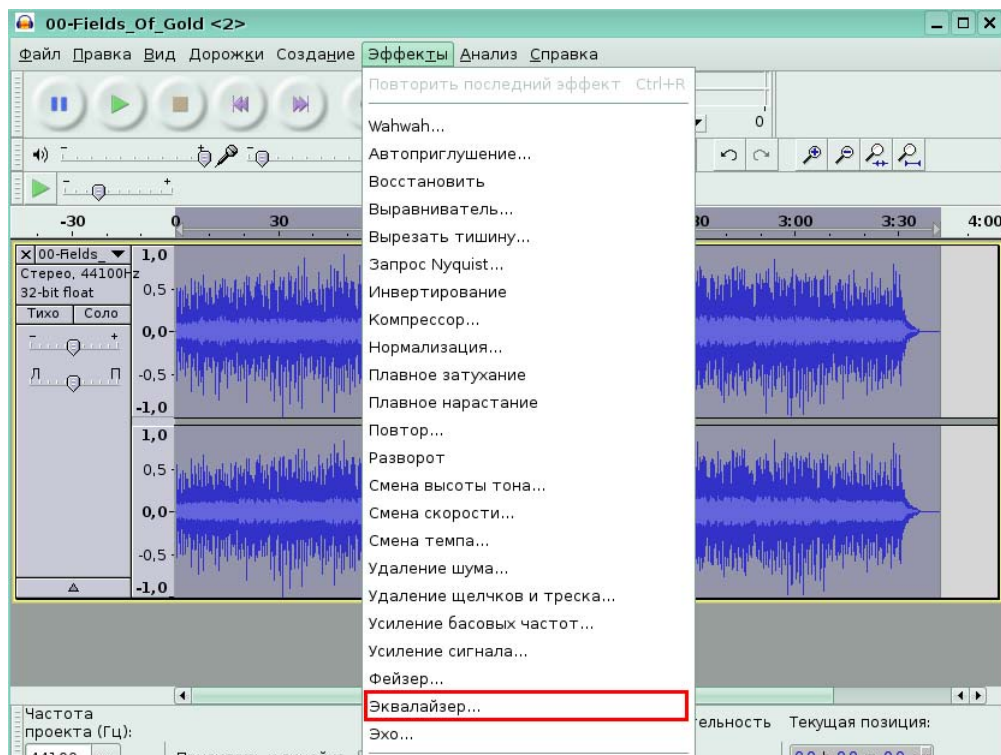 00-Fields_Of_Gold <2>
Файл Правка Вид Дорожки Создание Эффекты Анализ Справка
Повторить последний эффект Ctrl+R
0
Wahwah...
Автоприглушение...
Восстановить
Выравниватель...
Вырезать тишину...
Запрос Nyquist...
Инвертирование
Компрессор...
Нормализация...
Плавное затухание
Плавное нарастание
Повтор...
Разворот
Смена высоты тона...
Смена скорости...
Смена темпа...
Удаление шума...
Удаление щелчков и треска...
Усиление басовых частот...
Усиление сигнала...
Фейзер...
Эквалайзер...
Эхо...
-30 0 30 3:00 3:30 4:00
00-Fields_
Стерео, 44100Hz
32-bit float
Тихо Соло
- +
Л П
1,0
0,5
0,0
-0,5
-1,0
1,0
0,5
0,0
-0,5
-1,0
Частота
проекта (Гц):
Текущая позиция: